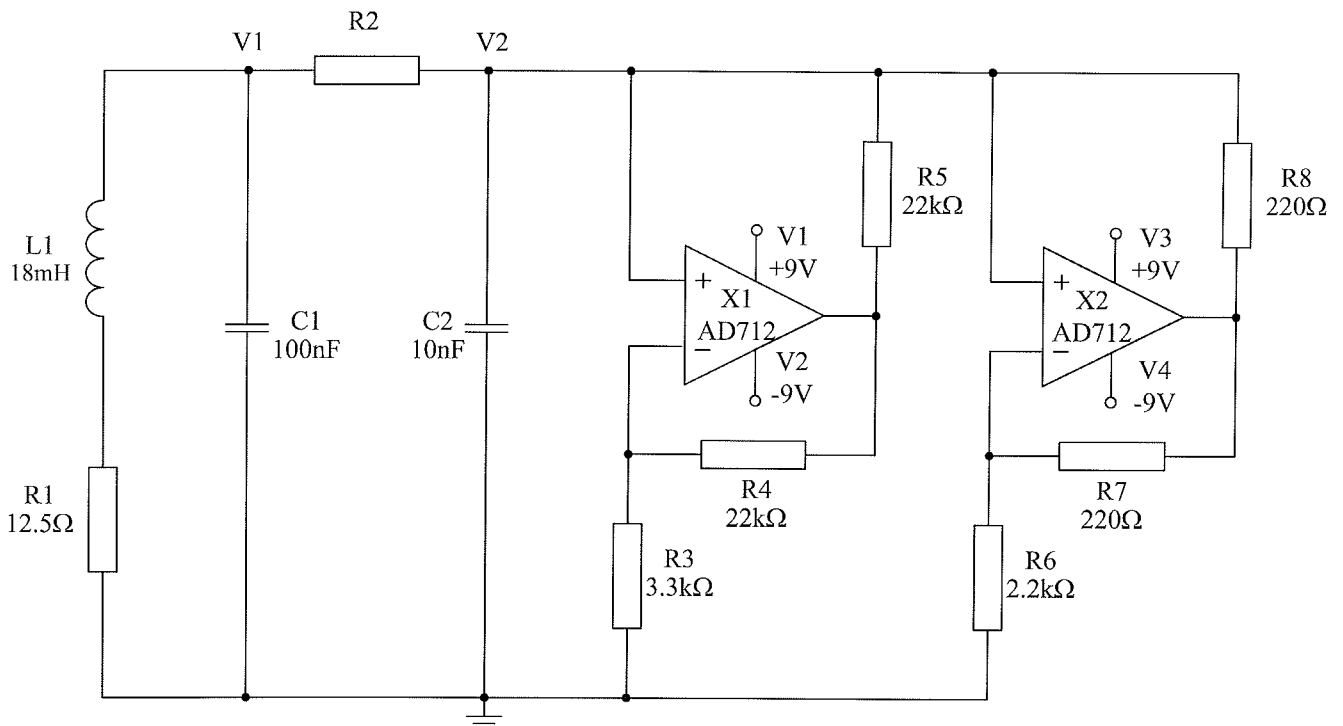 R2
V1
V2
R5
22kΩ
R8
220Ω
L1
18mH
V1
+9V
V3
+9V
+
X1
AD712
−
+
X2
AD712
−
C1
100nF
C2
10nF
V2
-9V
V4
-9V
R4
22kΩ
R7
220Ω
R1
12.5Ω
R3
3.3kΩ
R6
2.2kΩ